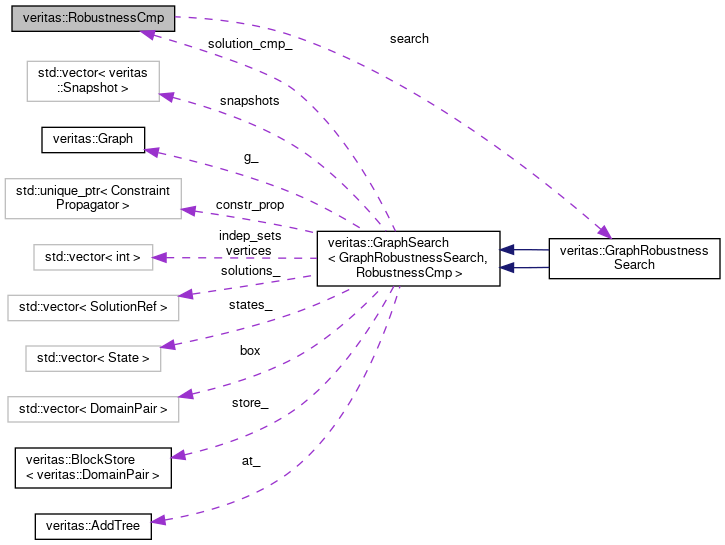 veritas::RobustnessCmp
search
solution_cmp_
std::vector< veritas
::Snapshot >
snapshots
veritas::Graph
g_
std::unique_ptr< Constraint
Propagator >
constr_prop
indep_sets
vertices
std::vector< int >
veritas::GraphSearch
< GraphRobustnessSearch,
RobustnessCmp >
veritas::GraphRobustness
Search
solutions_
std::vector< SolutionRef >
states_
std::vector< State >
box
std::vector< DomainPair >
store_
veritas::BlockStore
< veritas::DomainPair >
at_
veritas::AddTree